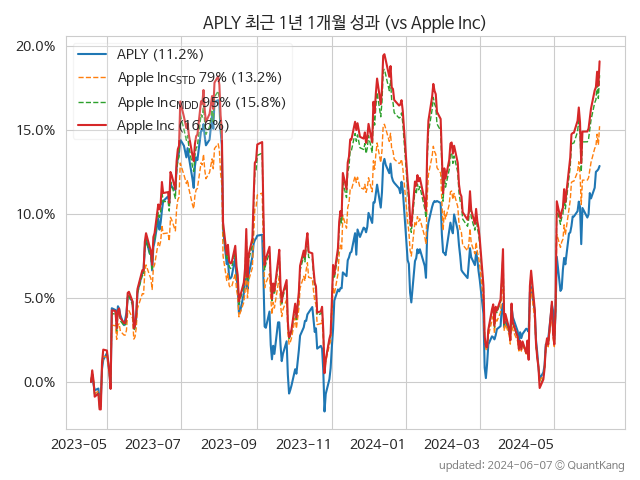 APLY 최근 1년 1개월 성과 (vs Apple Inc)
20.0%
15.0%
10.0%
5.0%
0.0%
APLY (11.2%)
Apple Inc_STD 79% (13.2%)
Apple Inc_MDD 95% (15.8%)
Apple Inc (16.6%)
2023-05 2023-07 2023-09 2023-11 2024-01 2024-03 2024-05
updated: 2024-06-07 @ QuantKang